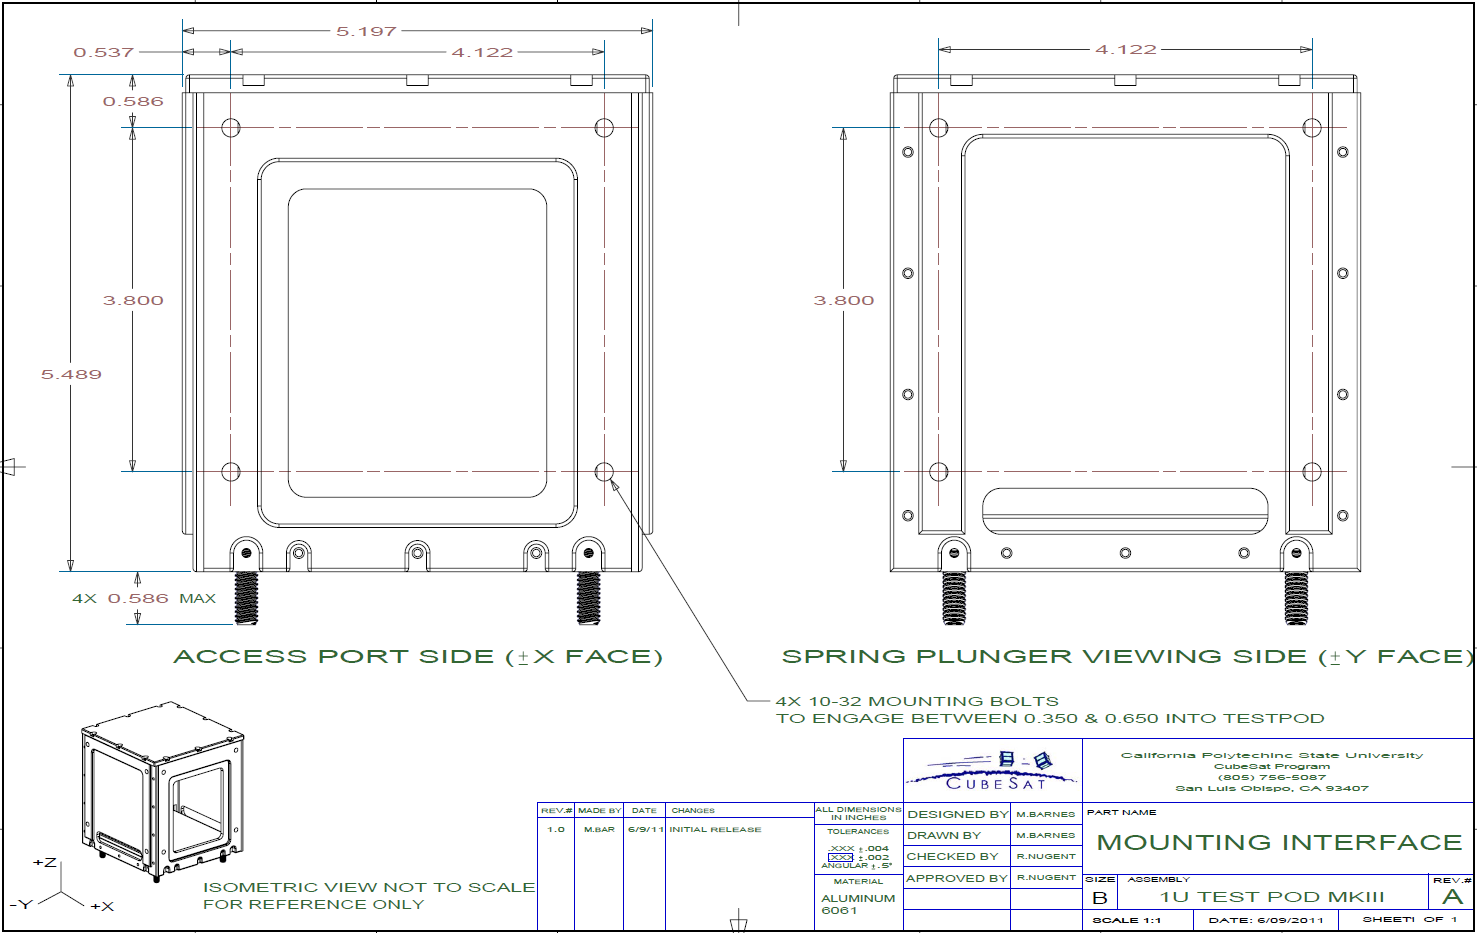 5.197
0.537
4.122
4.122
0.586
3.800
3.800
5.489
4X 0.586 MAX
ACCESS PORT SIDE (±X FACE)
SPRING PLUNGER VIEWING SIDE (±Y FACE)
4X 10-32 MOUNTING BOLTS
TO ENGAGE BETWEEN 0.350 & 0.650 INTO TESTPOD
+Z
-Y
+X
ISOMETRIC VIEW NOT TO SCALE
FOR REFERENCE ONLY
REV.# MADE BY DATE CHANGES
1.0 M.BAR 6/9/11 INITIAL RELEASE
ALL DIMENSIONS
IN INCHES
TOLERANCES
.XXX ±.004
.XXX ±.002
ANGULAR ±.5°
MATERIAL
ALUMINUM
6061
CUBESAT
DESIGNED BY M.BARNES
DRAWN BY M.BARNES
CHECKED BY R.NUGENT
APPROVED BY R.NUGENT
California Polytechinc State University
CubeSat Program
(805) 756-5087
San Luis Obispo, CA 93407
PART NAME
MOUNTING INTERFACE
SIZE ASSEMBLY REV.#
B 1U TEST POD MKIII A
SCALE 1:1 DATE: 6/09/2011 SHEET1 OF 1